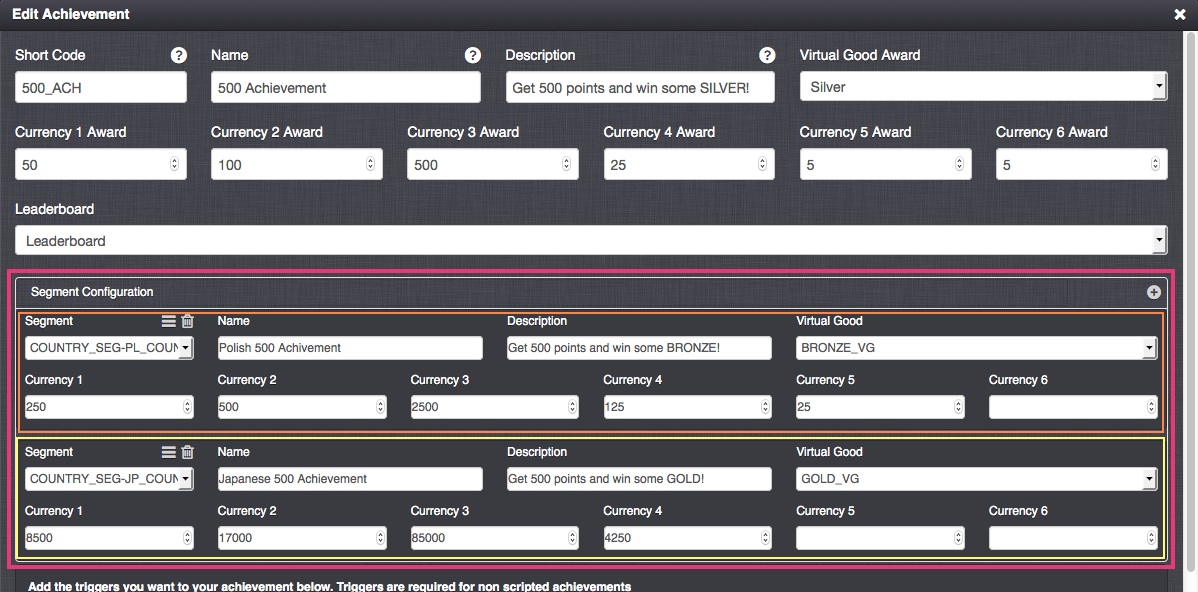 Edit Achievement
Short Code ? Name ? Description ? Virtual Good Award
500_ACH 500 Achievement Get 500 points and win some SILVER! Silver
Currency 1 Award Currency 2 Award Currency 3 Award Currency 4 Award Currency 5 Award Currency 6 Award
50 100 500 25 5 5
Leaderboard
Leaderboard
Segment Configuration
Segment Name Description Virtual Good
COUNTRY_SEG-PL_COUN Polish 500 Achivement Get 500 points and win some BRONZE! BRONZE_VG
Currency 1 Currency 2 Currency 3 Currency 4 Currency 5 Currency 6
250 500 2500 125 25
Segment Name Description Virtual Good
COUNTRY_SEG-JP_COUN Japanese 500 Achievement Get 500 points and win some GOLD! GOLD_VG
Currency 1 Currency 2 Currency 3 Currency 4 Currency 5 Currency 6
8500 17000 85000 4250
Add the triggers you want to your achievement below. Triggers are required for non scripted achievements